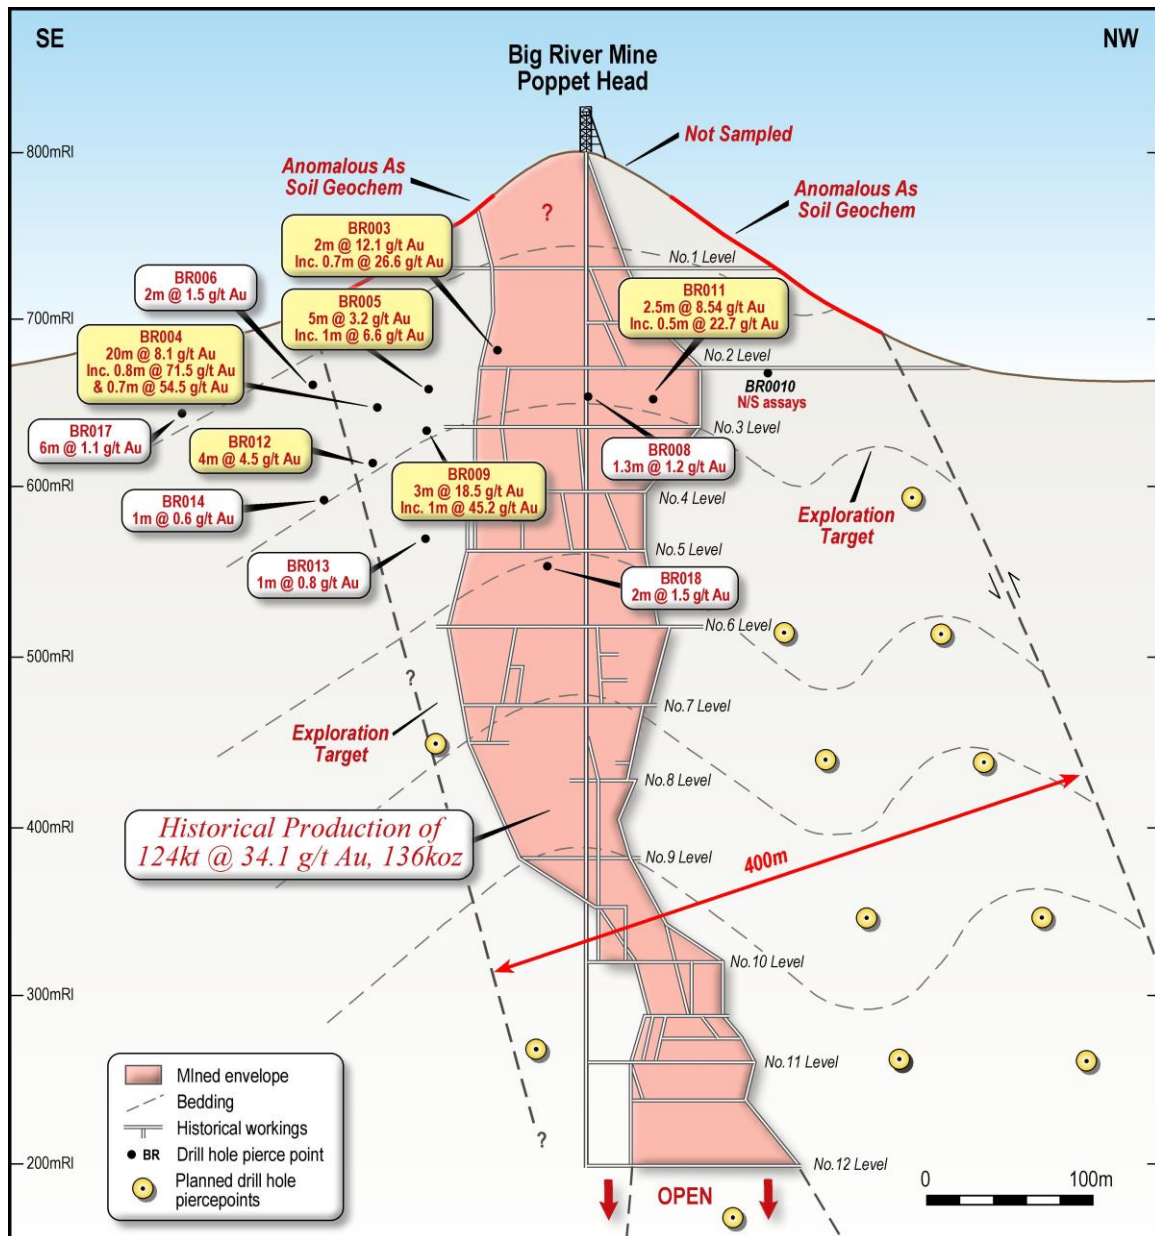 SE
NW
Big River Mine
Poppet Head
Not Sampled
800mRl
Anomalous As
Soil Geochem
Anomalous As
Soil Geochem
?
BR003
2m @ 12.1 g/t Au
Inc. 0.7m @ 26.6 g/t Au
No.1 Level
BR006
2m @ 1.5 g/t Au
BR005
5m @ 3.2 g/t Au
Inc. 1m @ 6.6 g/t Au
BR011
2.5m @ 8.54 g/t Au
Inc. 0.5m @ 22.7 g/t Au
700mRl
BR004
20m @ 8.1 g/t Au
Inc. 0.8m @ 71.5 g/t Au
& 0.7m @ 54.5 g/t Au
No.2 Level
BR0010
N/S assays
BR017
6m @ 1.1 g/t Au
BR012
4m @ 4.5 g/t Au
No.3 Level
BR008
1.3m @ 1.2 g/t Au
BR009
3m @ 18.5 g/t Au
Inc. 1m @ 45.2 g/t Au
600mRl
BR014
1m @ 0.6 g/t Au
No.4 Level
Exploration
Target
No.5 Level
BR013
1m @ 0.8 g/t Au
BR018
2m @ 1.5 g/t Au
No.6 Level
500mRl
?
No.7 Level
Exploration
Target
No.8 Level
Historical Production of
124kt @ 34.1 g/t Au, 136koz
400mRl
No.9 Level
400m
No.10 Level
300mRl
No.11 Level
MIned envelope
Bedding
Historical workings
BR Drill hole pierce point
Planned drill hole
piercepoints
?
200mRl
No.12 Level
OPEN
0 100m